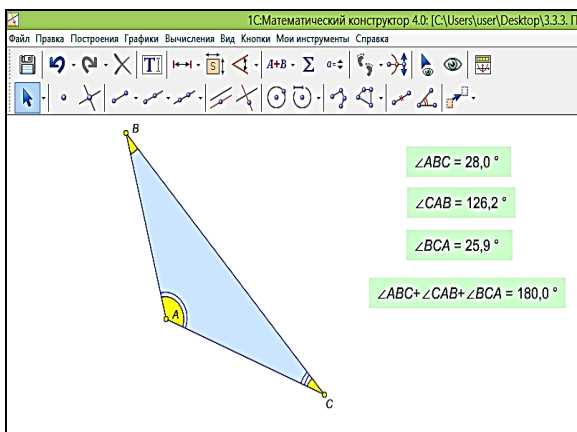 1С:Математический конструктор 4.0: [C:\Users\user\Desktop\3.3.3. П
Файл Правка Построения Графики Вычисления Вид Кнопки Мои инструменты Справка
T S A+B Σ a=
B
∠ABC = 28,0 °
∠CAB = 126,2 °
∠BCA = 25,9 °
∠ABC+∠CAB+∠BCA = 180,0 °
A
C